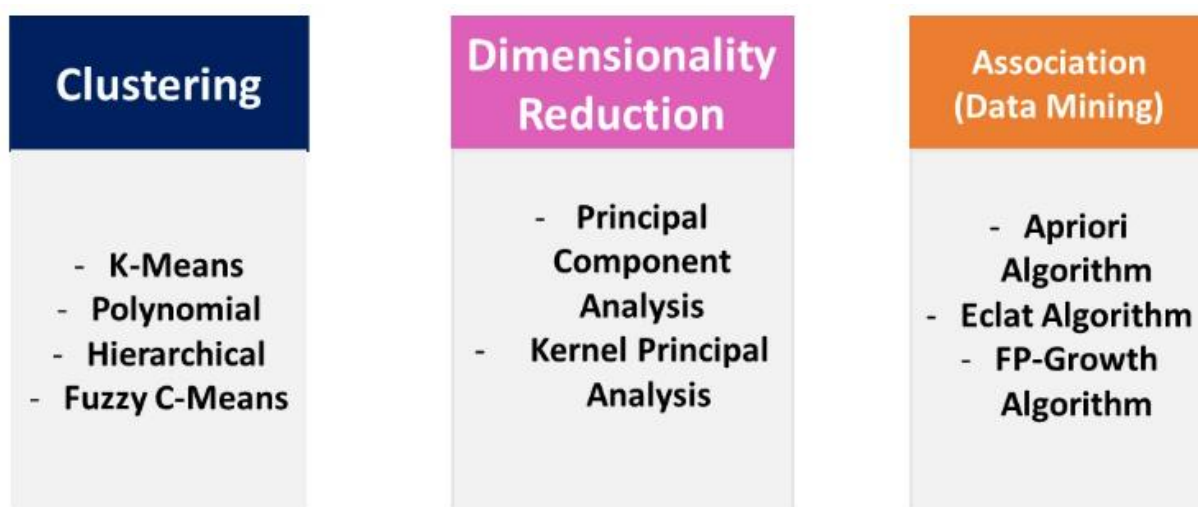 Clustering
- K-Means
- Polynomial
- Hierarchical
- Fuzzy C-Means
Dimensionality
Reduction
- Principal
Component
Analysis
- Kernel Principal
Analysis
Association
(Data Mining)
- Apriori
Algorithm
- Eclat Algorithm
- FP-Growth
Algorithm